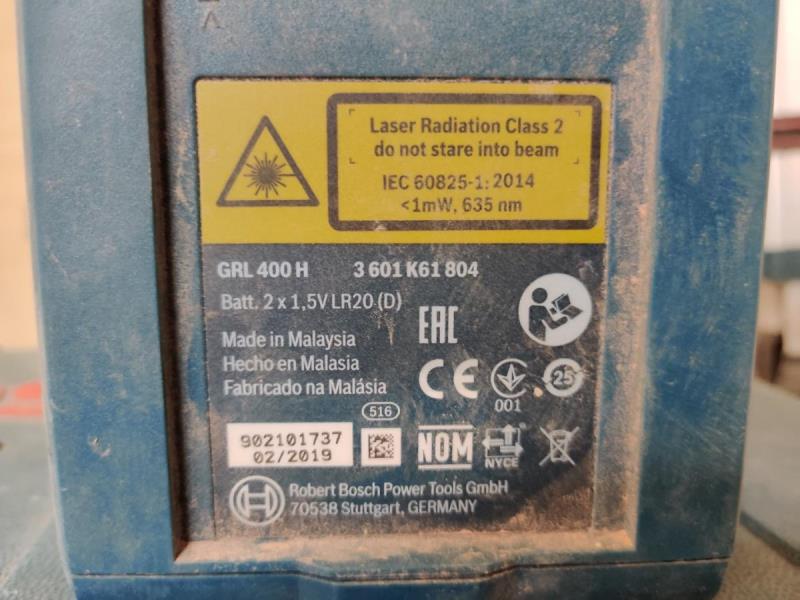 Laser Radiation Class 2
do not stare into beam
IEC 60825-1: 2014
<1mW, 635 nm
GRL 400 H 3 601 K61 804
Batt. 2 x 1,5V LR20 (D)
Made in Malaysia
Hecho en Malasia
Fabricado na Malásia
EAC
CE
001
25
516
902101737
02/2019
NOM
NYCE
Robert Bosch Power Tools GmbH
70538 Stuttgart, GERMANY